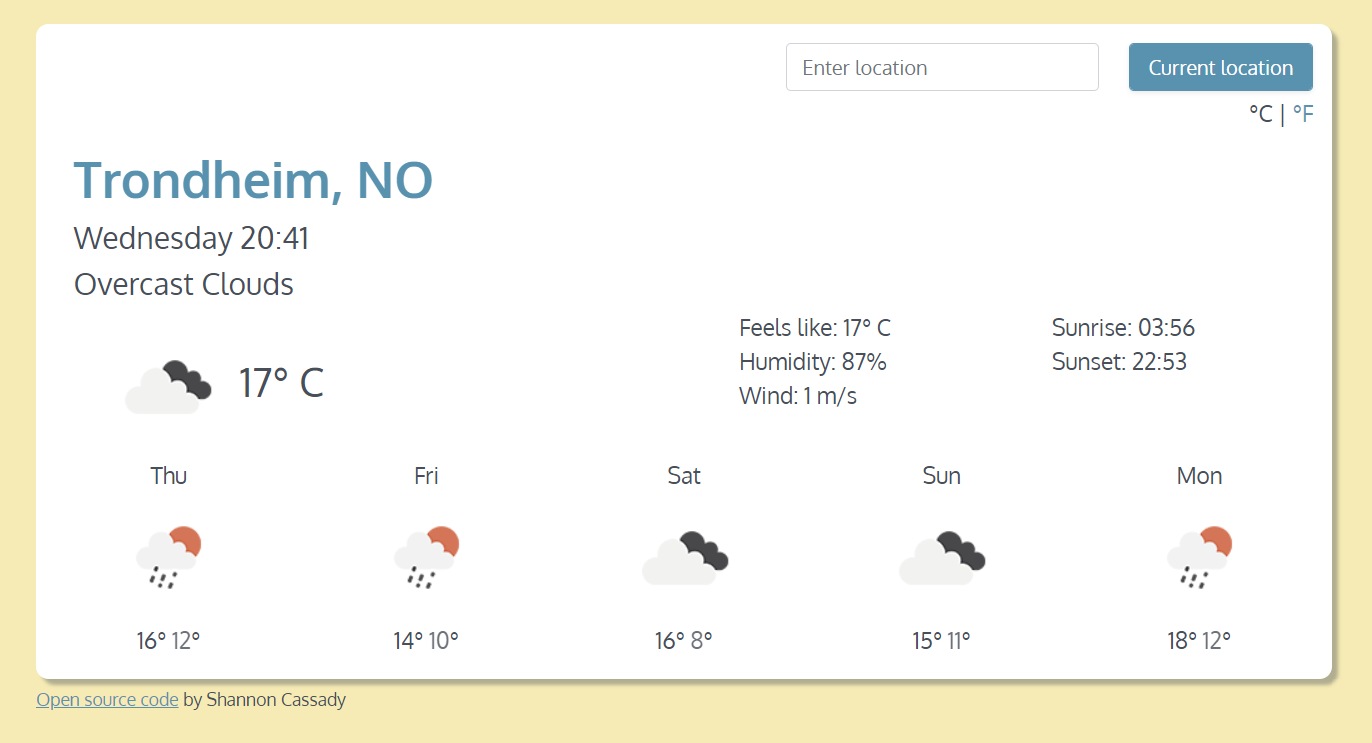 Enter location
Current location
°C | °F
Trondheim, NO
Wednesday 20:41
Overcast Clouds
17° C
Feels like: 17° C
Humidity: 87%
Wind: 1 m/s
Sunrise: 03:56
Sunset: 22:53
Thu Fri Sat Sun Mon
16° 12° 14° 10° 16° 8° 15° 11° 18° 12°
Open source code by Shannon Cassady